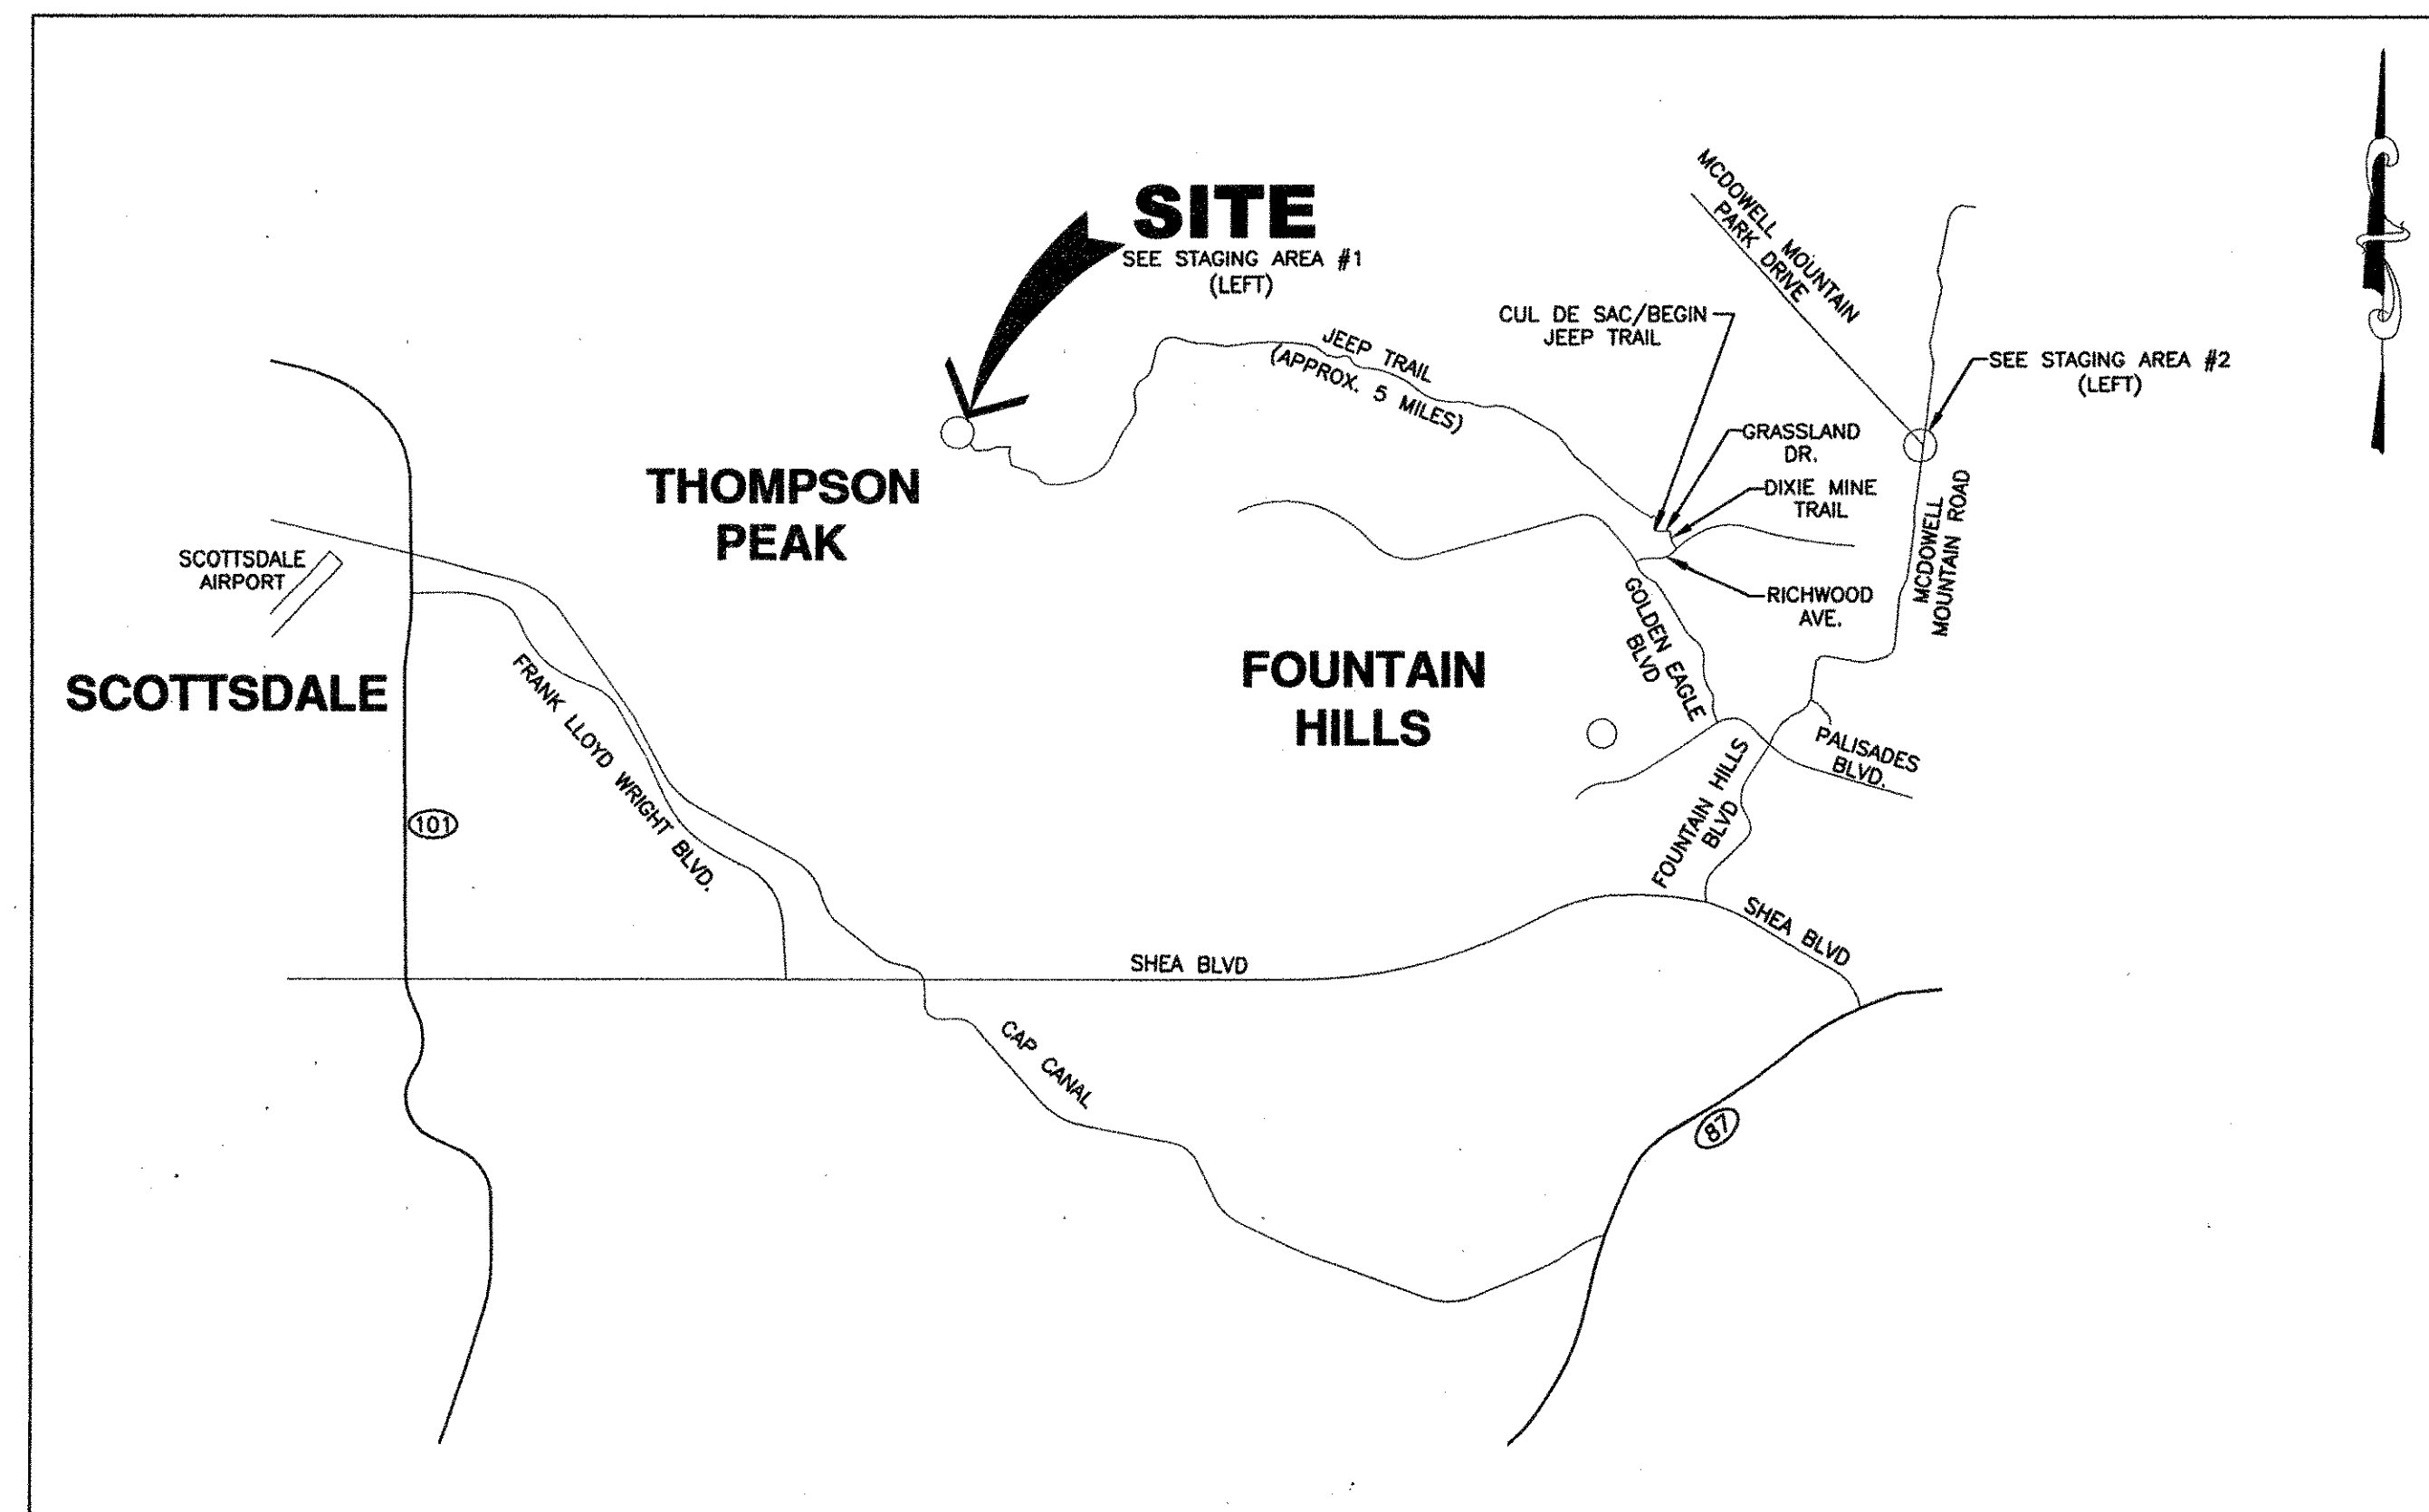 SITE
SEE STAGING AREA #1
(LEFT)
MCDOWELL MOUNTAIN
PARK DRIVE
CUL DE SAC/BEGIN
JEEP TRAIL
JEEP TRAIL
(APPROX. 5 MILES)
SEE STAGING AREA #2
(LEFT)
GRASSLAND
DR.
DIXIE MINE
TRAIL
THOMPSON
PEAK
MCDOWELL
MOUNTAIN ROAD
SCOTTSDALE
AIRPORT
RICHWOOD
AVE.
GOLDEN EAGLE
BLVD
SCOTTSDALE
FRANK LLOYD WRIGHT BLVD.
FOUNTAIN
HILLS
PALISADES
BLVD.
FOUNTAIN HILLS
BLVD
101
SHEA BLVD
SHEA BLVD
CAP CANAL
87